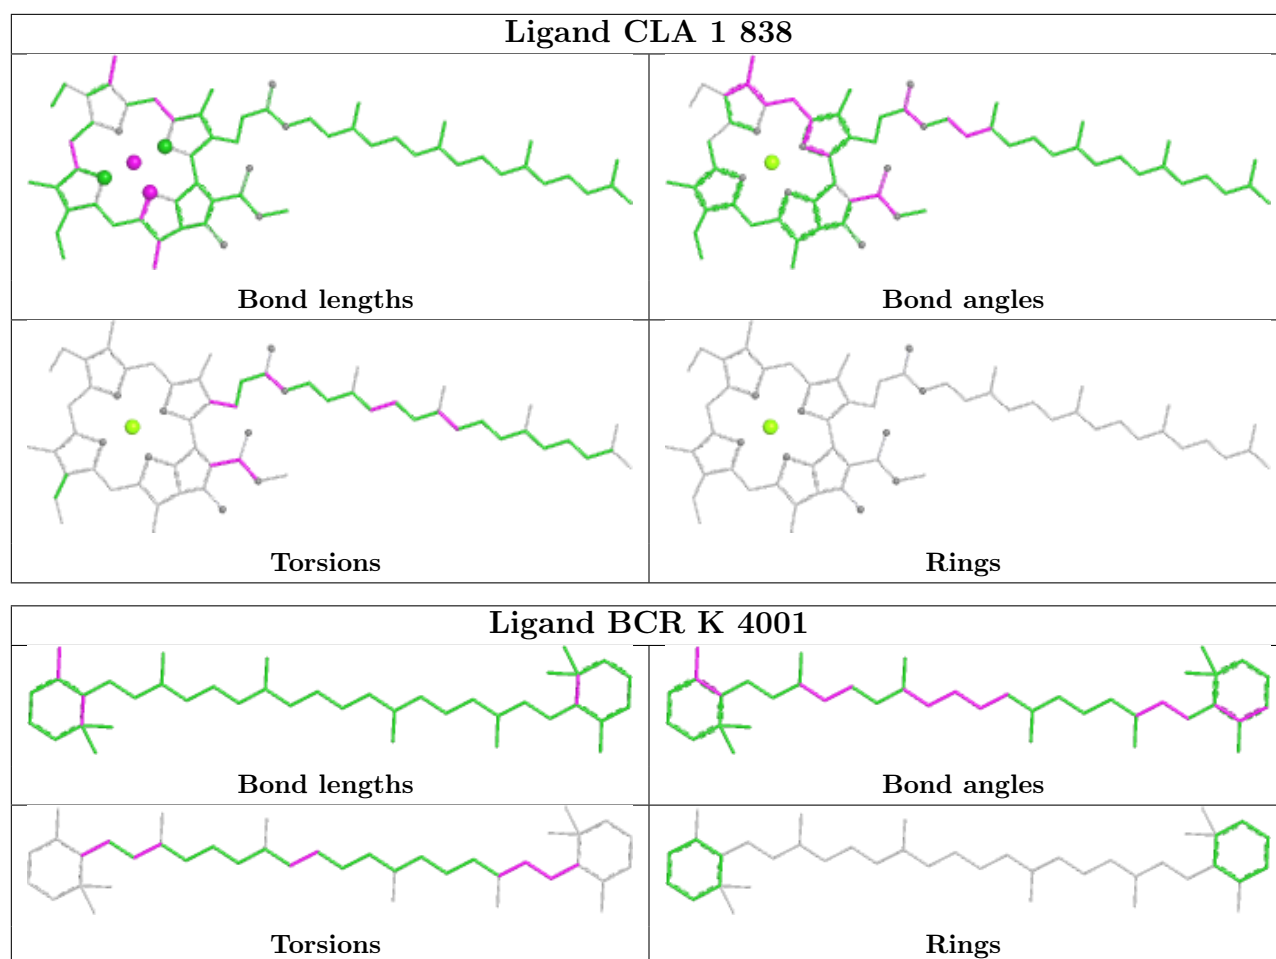 Ligand CLA 1 838
Bond lengths
Bond angles
Torsions
Rings
Ligand BCR K 4001
Bond lengths
Bond angles
Torsions
Rings